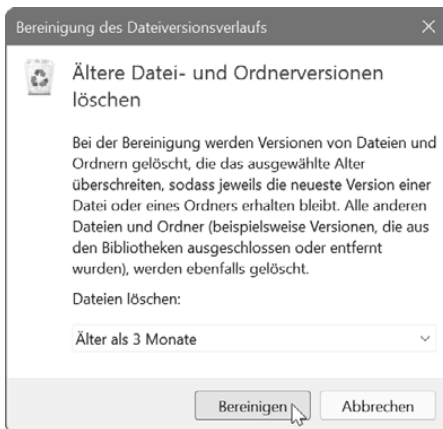 Bereinigung des Dateiversionsverlaufs
Ältere Datei- und Ordnerversionen
löschen
Bei der Bereinigung werden Versionen von Dateien und
Ordnern gelöscht, die das ausgewählte Alter
überschreiten, sodass jeweils die neueste Version einer
Datei oder eines Ordners erhalten bleibt. Alle anderen
Dateien und Ordner (beispielsweise Versionen, die aus
den Bibliotheken ausgeschlossen oder entfernt
wurden), werden ebenfalls gelöscht.
Dateien löschen:
Älter als 3 Monate
Bereinigen Abbrechen